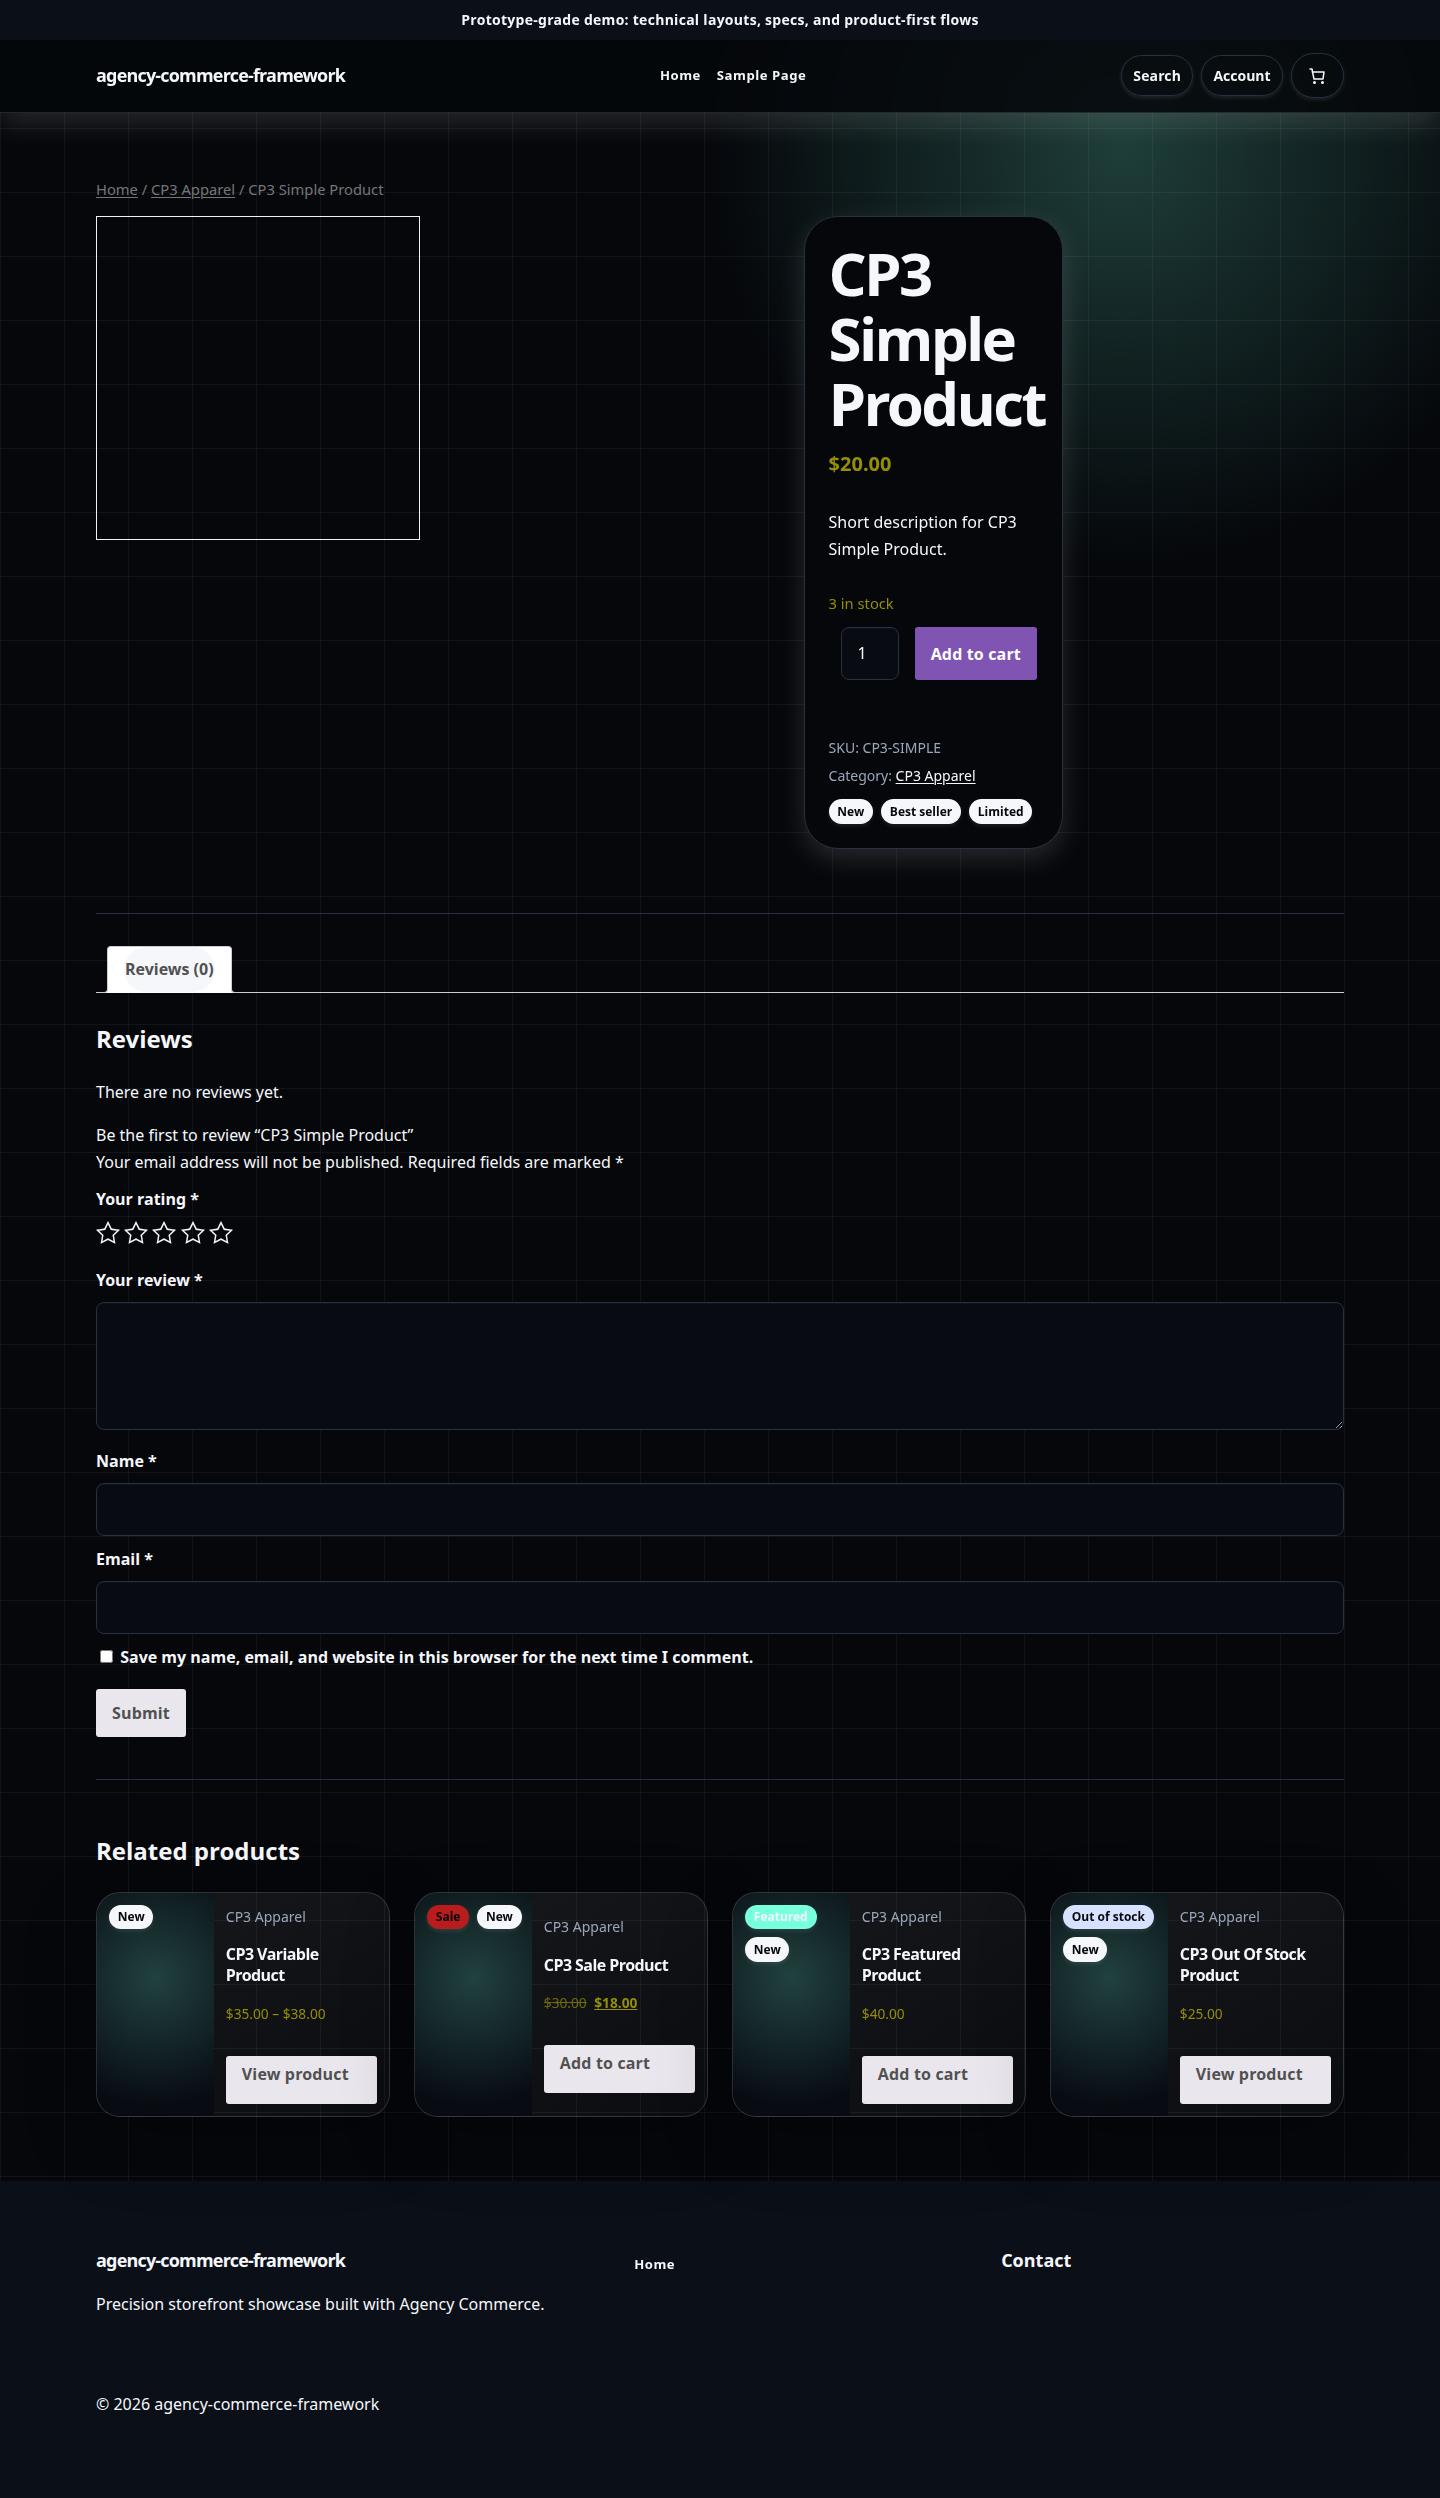 Prototype-grade demo: technical layouts, specs, and product-first flows
agency-commerce-framework
Home
Sample Page
Search
Account
Home / CP3 Apparel / CP3 Simple Product
CP3
Simple
Product
$20.00
Short description for CP3
Simple Product.
3 in stock
1
Add to cart
SKU: CP3-SIMPLE
Category: CP3 Apparel
New
Best seller
Limited
Reviews (0)
Reviews
There are no reviews yet.
Be the first to review “CP3 Simple Product”
Your email address will not be published. Required fields are marked *
Your rating *
Your review *
Name *
Email *
Save my name, email, and website in this browser for the next time I comment.
Submit
Related products
New
CP3 Apparel
CP3 Variable
Product
$35.00 – $38.00
View product
Sale
New
CP3 Apparel
CP3 Sale Product
$30.00 $18.00
Add to cart
Featured
New
CP3 Apparel
CP3 Featured
Product
$40.00
Add to cart
Out of stock
New
CP3 Apparel
CP3 Out Of Stock
Product
$25.00
View product
agency-commerce-framework
Precision storefront showcase built with Agency Commerce.
Home
Contact
© 2026 agency-commerce-framework